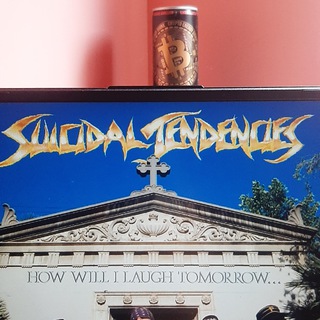 ₿
SUICIDAL TENDENCIES
HOW WILL I LAUGH TOMORROW...